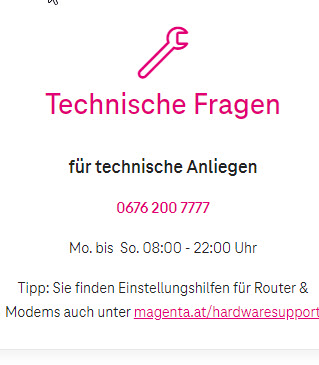 Technische Fragen
für technische Anliegen
0676 200 7777
Mo. bis So. 08:00 - 22:00 Uhr
Tipp: Sie finden Einstellungshilfen für Router &
Modems auch unter magenta.at/hardwaresupport